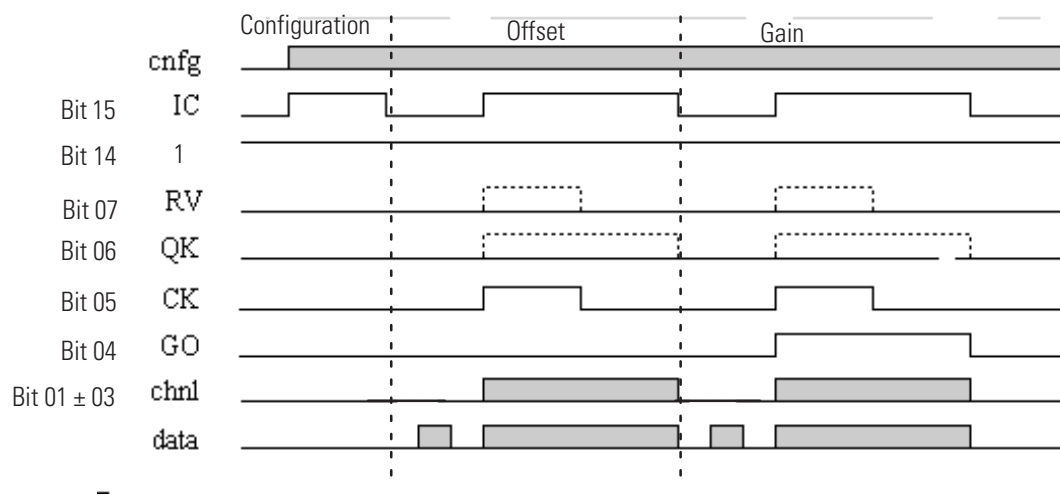 Configuration Offset Gain
cnfg
Bit 15 IC
Bit 14 1
Bit 07 RV
Bit 06 QK
Bit 05 CK
Bit 04 GO
Bit 01 ± 03 chnl
data